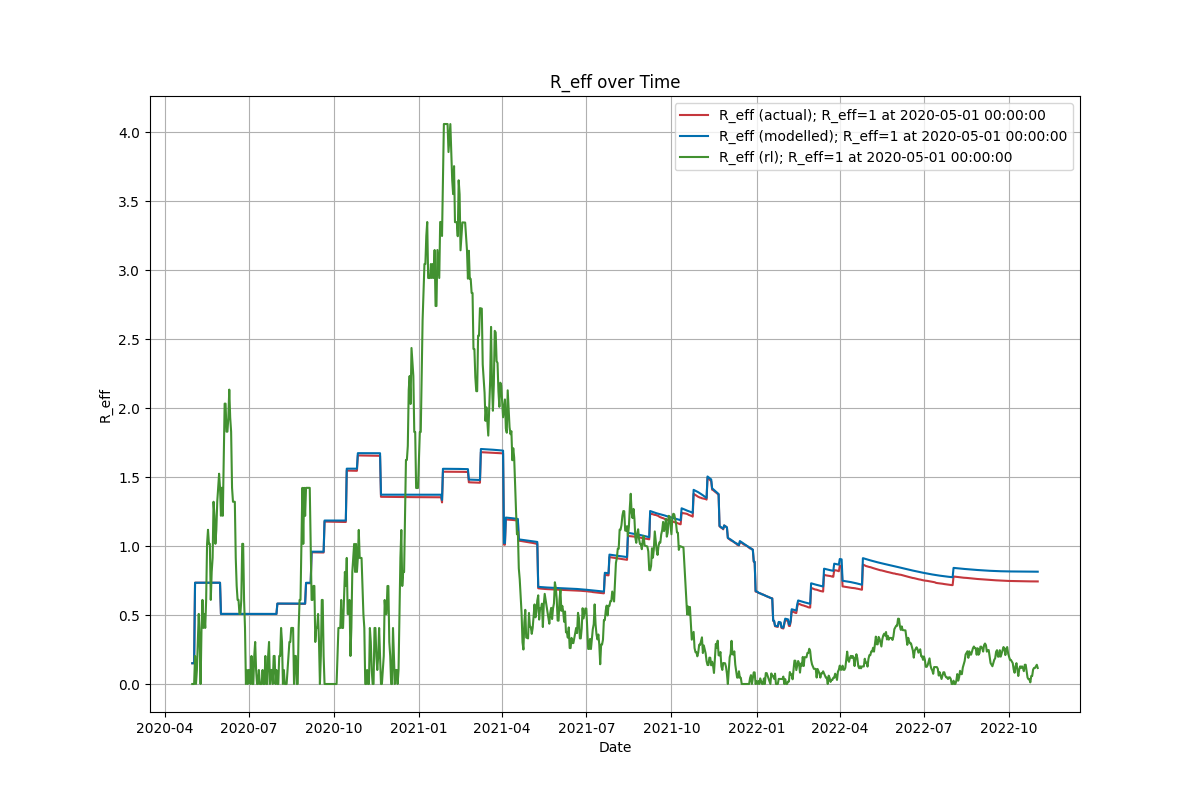 R_eff over Time
R_eff (actual); R_eff=1 at 2020-05-01 00:00:00
R_eff (modelled); R_eff=1 at 2020-05-01 00:00:00
R_eff (rl); R_eff=1 at 2020-05-01 00:00:00
4.0
3.5
3.0
2.5
2.0
1.5
1.0
0.5
0.0
R_eff
2020-04 2020-07 2020-10 2021-01 2021-04 2021-07 2021-10 2022-01 2022-04 2022-07 2022-10
Date